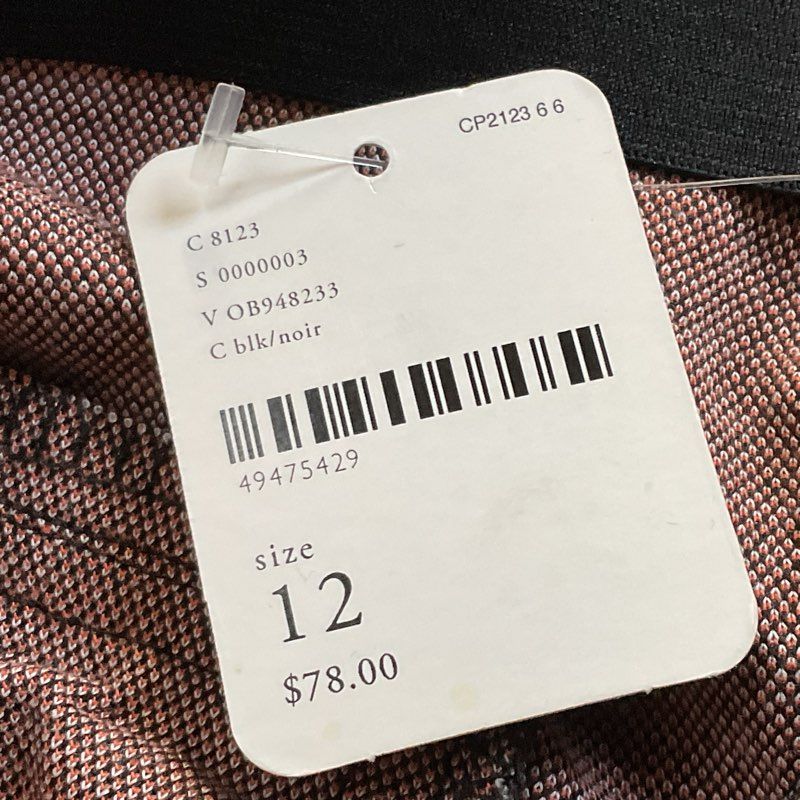 CP2123 6 6
C 8123
S 0000003
V OB948233
C blk/noir
49475429
size
12
$78.00